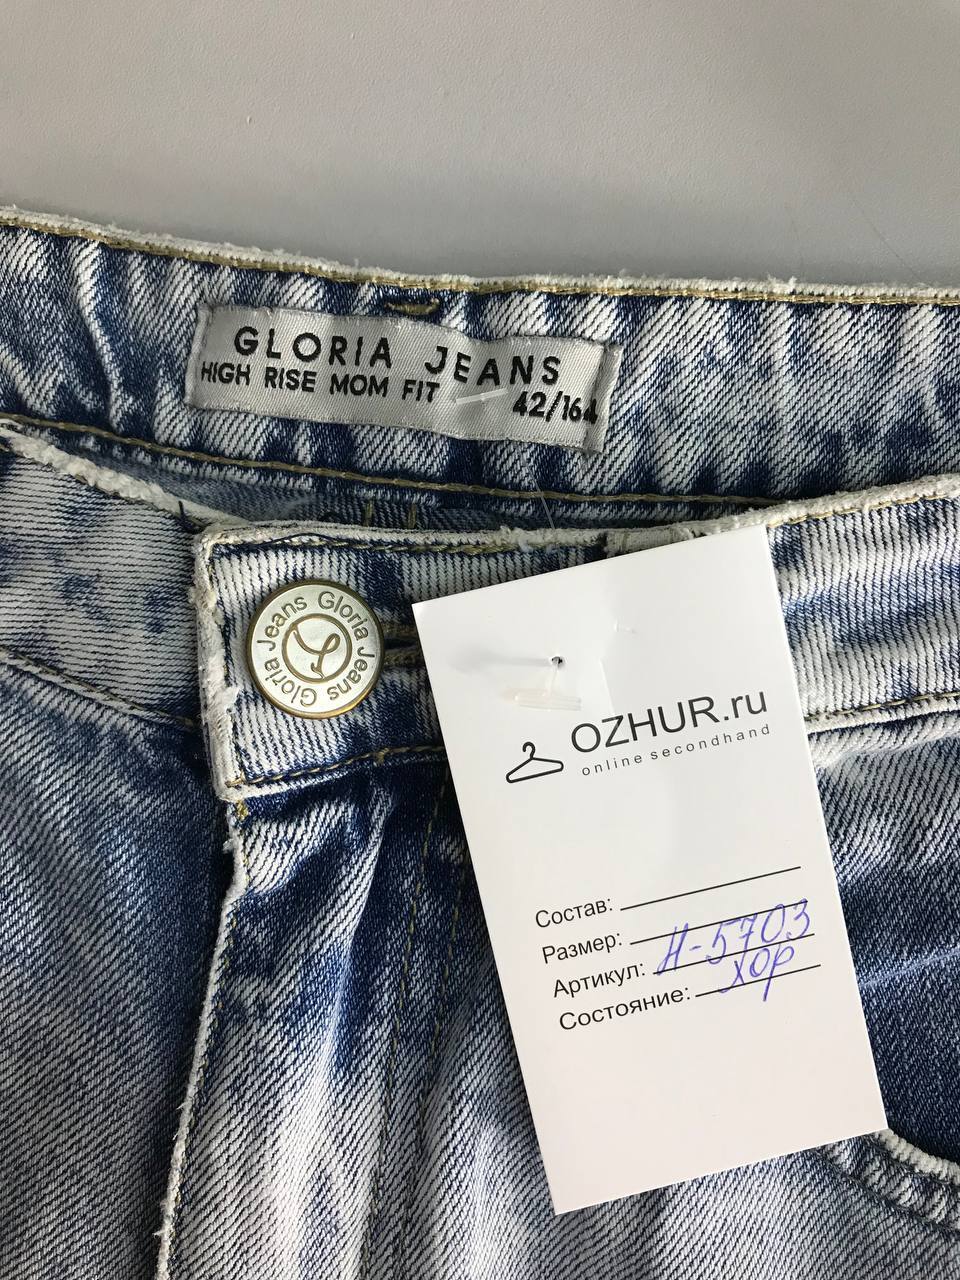 GLORIA JEANS
HIGH RISE MOM FIT
42/164
Gloria Jeans Gloria Jeans
OZHUR.ru
online secondhand
Состав:
Размер:
Артикул: Н-5703
Состояние: хор